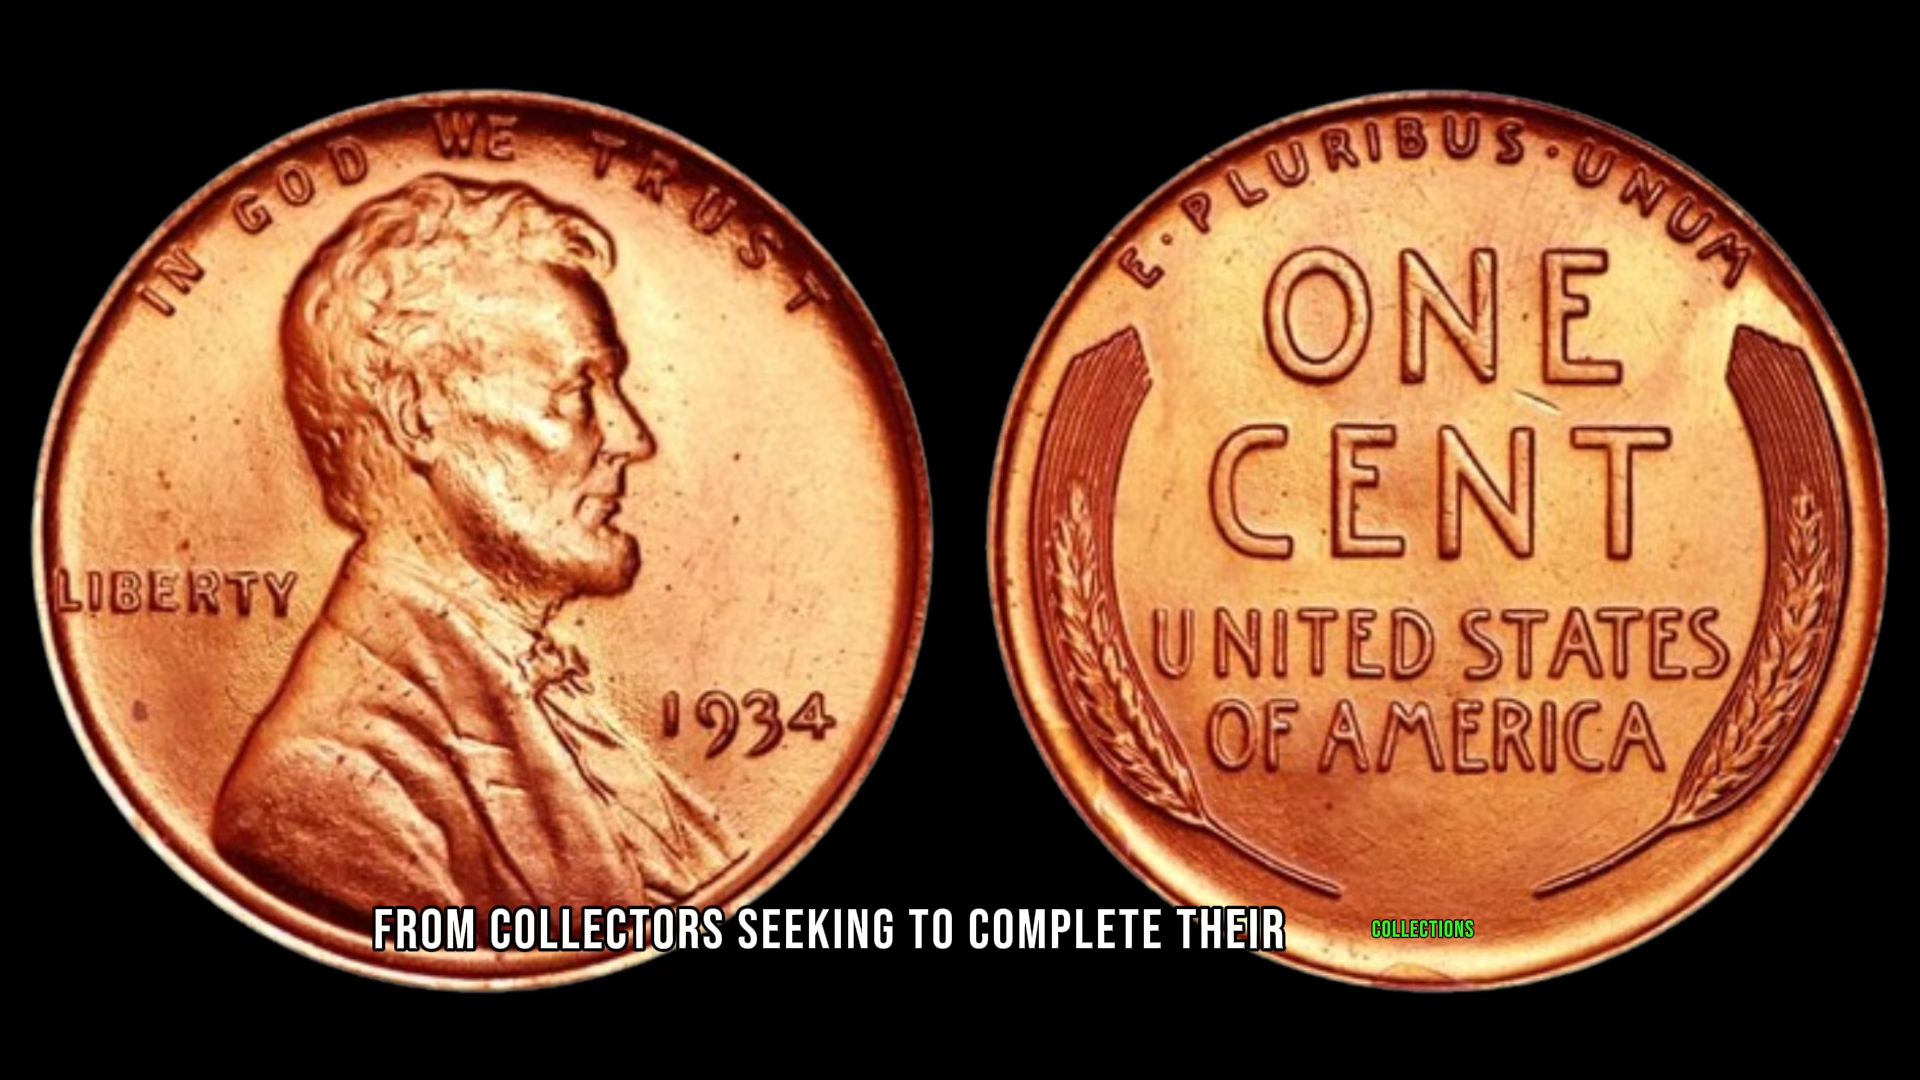 IN GOD WE TRUST
LIBERTY
1934
E·PLURIBUS·UNUM
ONE
CENT
UNITED STATES
OF AMERICA
FROM COLLECTORS SEEKING TO COMPLETE THEIR COLLECTIONS